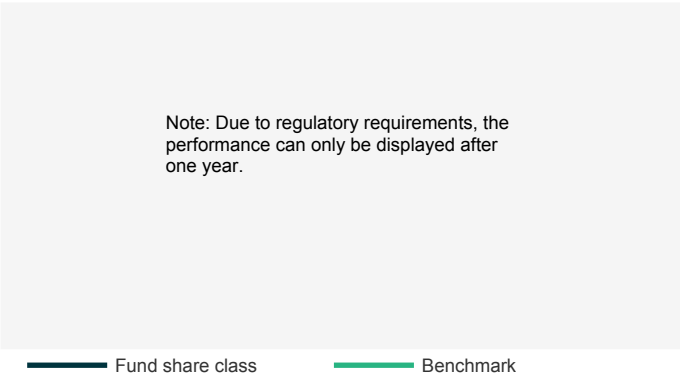 Note: Due to regulatory requirements, the
performance can only be displayed after
one year.
Fund share class Benchmark